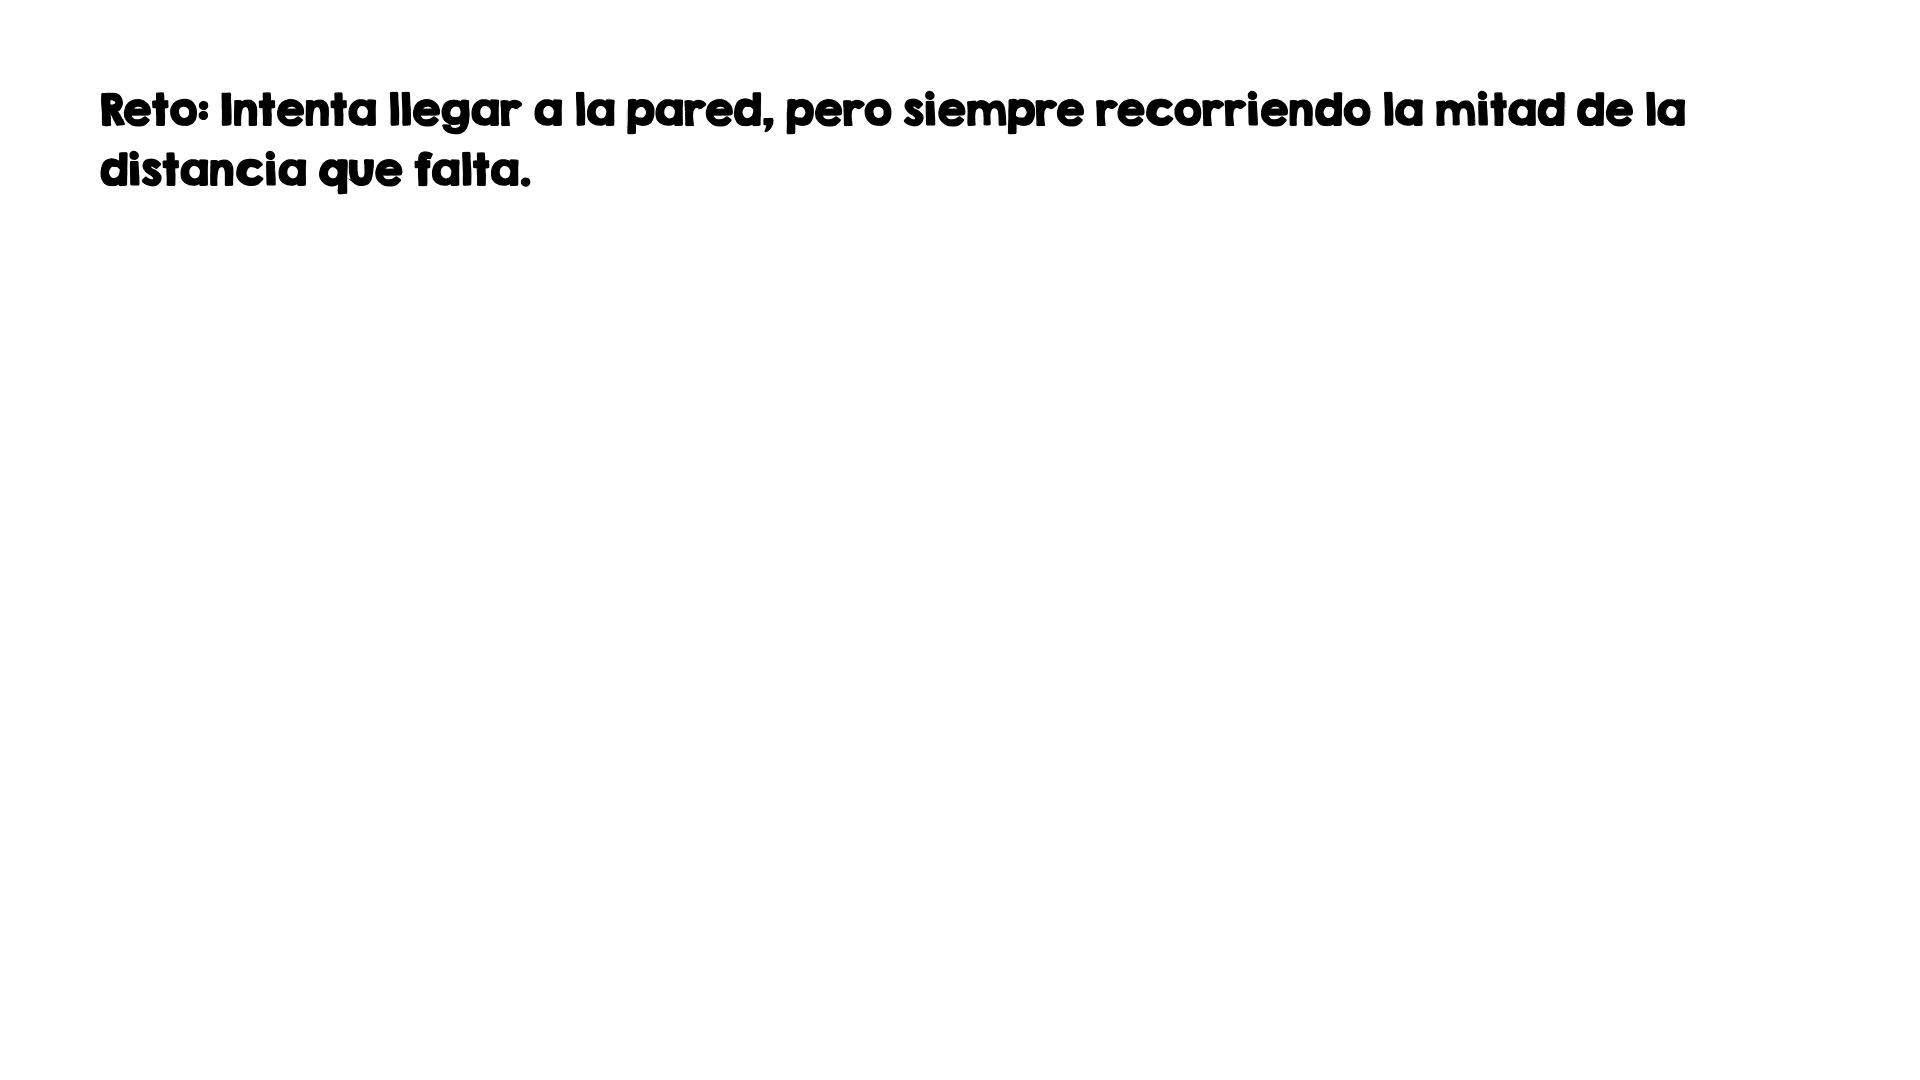 Reto: Intenta llegar a la pared, pero siempre recorriendo la mitad de la
distancia que falta.